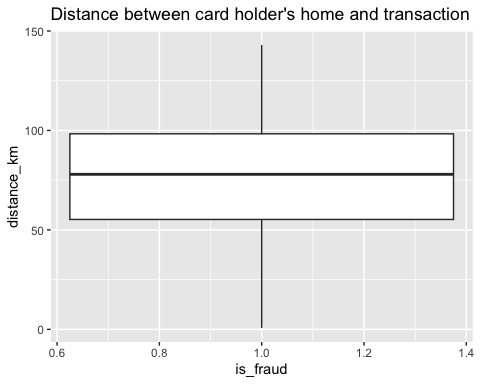 Distance between card holder's home and transaction
150
100
50
0
distance_km
0.6 0.8 1.0 1.2 1.4
is_fraud